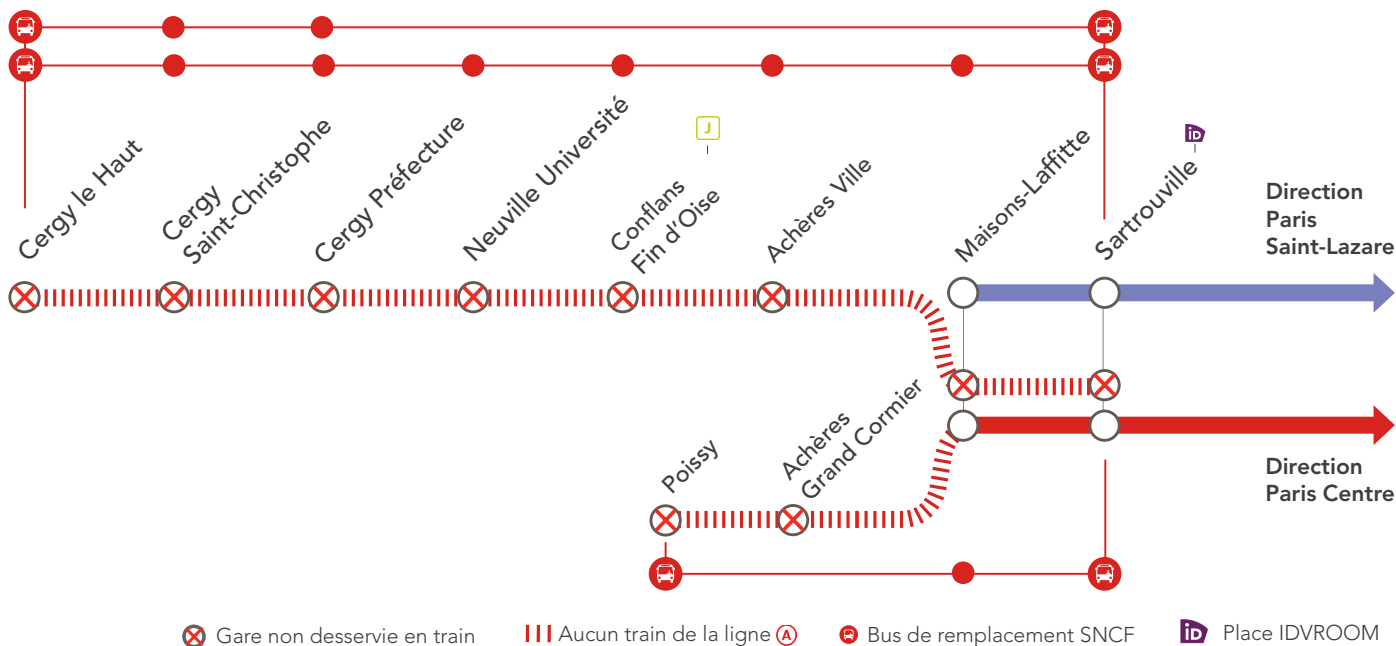 Cergy le Haut
Cergy
Saint-Christophe
Cergy Préfecture
Neuville Université
Conflans
Fin d'Oise
J
Achères Ville
Maisons-Laffitte
Sartrouville
iD
Direction
Paris
Saint-Lazare
Poissy
Achères
Grand Cormier
Direction
Paris Centre
Gare non desservie en train
Aucun train de la ligne A
Bus de remplacement SNCF
iD Place IDVROOM